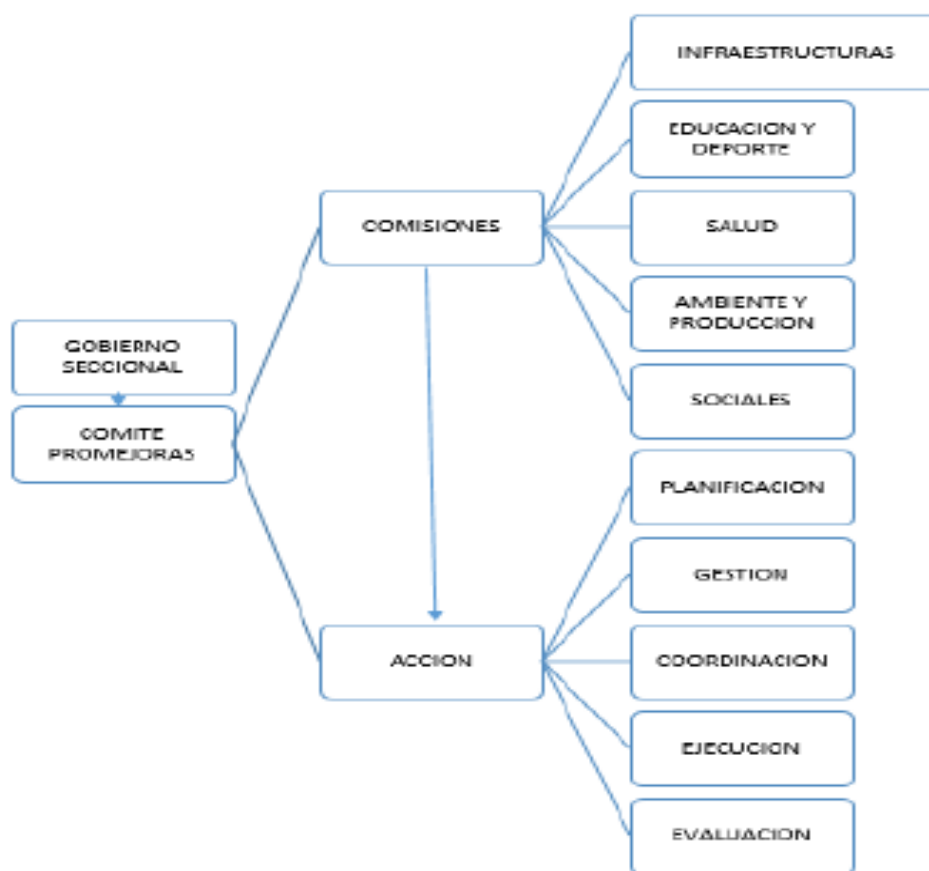 GOBIERNO
SECCIONAL
COMITE
PROMEJORAS
COMISIONES
INFRAESTRUCTURAS
EDUCACION Y
DEPORTE
SALUD
AMBIENTE Y
PRODUCCION
SOCIALES
ACCION
PLANIFICACION
GESTION
COORDINACION
EJECUCION
EVALUACION